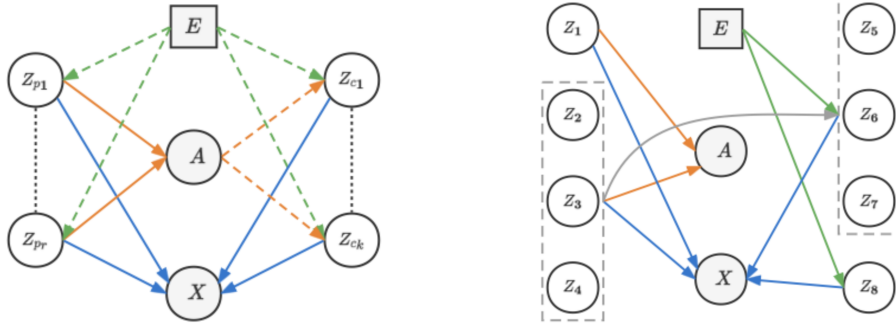 E
Z_{p1}
Z_{c1}
A
Z_{pr}
Z_{ck}
X
Z_1
E
Z_5
Z_2
Z_6
A
Z_3
Z_7
X
Z_4
Z_8